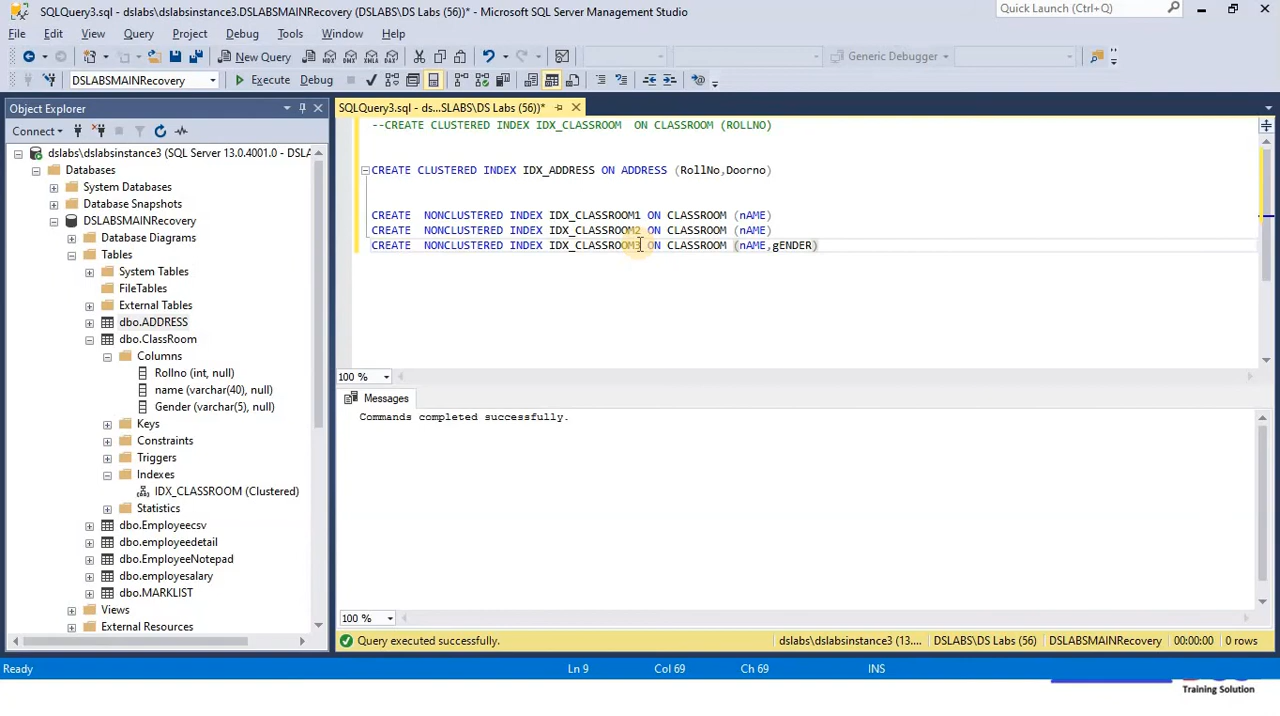 SQLQuery3.sql - dslabs\dslabsinstance3.DSLABSMAINRecovery (DSLABS\DS Labs (56))* - Microsoft SQL Server Management Studio
Quick Launch (Ctrl+Q)
File Edit View Query Project Debug Tools Window Help
New Query MDX DMX XMLA DAX Generic Debugger
DSLABSMAINRecovery Execute Debug
Object Explorer
SQLQuery3.sql - ds...SLABS\DS Labs (56))*
Connect
dslabs\dslabsinstance3 (SQL Server 13.0.4001.0 - DSLA
Databases
System Databases
Database Snapshots
DSLABSMAINRecovery
Database Diagrams
Tables
System Tables
FileTables
External Tables
dbo.ADDRESS
dbo.ClassRoom
Columns
Rollno (int, null)
name (varchar(40), null)
Gender (varchar(5), null)
Keys
Constraints
Triggers
Indexes
IDX_CLASSROOM (Clustered)
Statistics
dbo.Employeecsv
dbo.employeedetail
dbo.EmployeeNotepad
dbo.employesalary
dbo.MARKLIST
Views
External Resources
--CREATE CLUSTERED INDEX IDX_CLASSROOM  ON CLASSROOM (ROLLNO)
CREATE CLUSTERED INDEX IDX_ADDRESS ON ADDRESS (RollNo,Doorno)
CREATE  NONCLUSTERED INDEX IDX_CLASSROOM1 ON CLASSROOM (nAME)
CREATE  NONCLUSTERED INDEX IDX_CLASSROOM2 ON CLASSROOM (nAME)
CREATE  NONCLUSTERED INDEX IDX_CLASSROOM3 ON CLASSROOM (nAME,gENDER)
100 %
Messages
Commands completed successfully.
100 %
Query executed successfully. dslabs\dslabsinstance3 (13.... DSLABS\DS Labs (56) DSLABSMAINRecovery 00:00:00 0 rows
Ready Ln 9 Col 69 Ch 69 INS
Training Solution